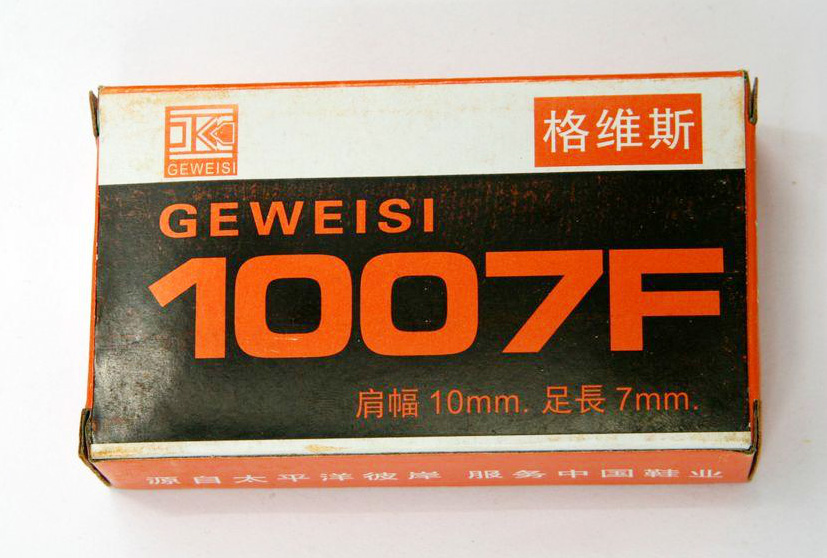 GEWEISI
格维斯
GEWEISI
1007F
肩幅 10mm. 足長 7mm.
源自太平洋彼岸 服务中国鞋业